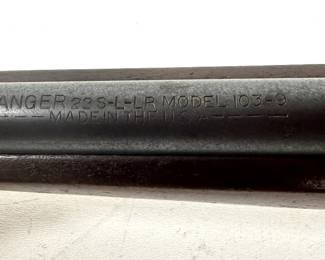 ANGER 22 S-L-LR MODEL 103-9
MADE IN THE U.S.A.